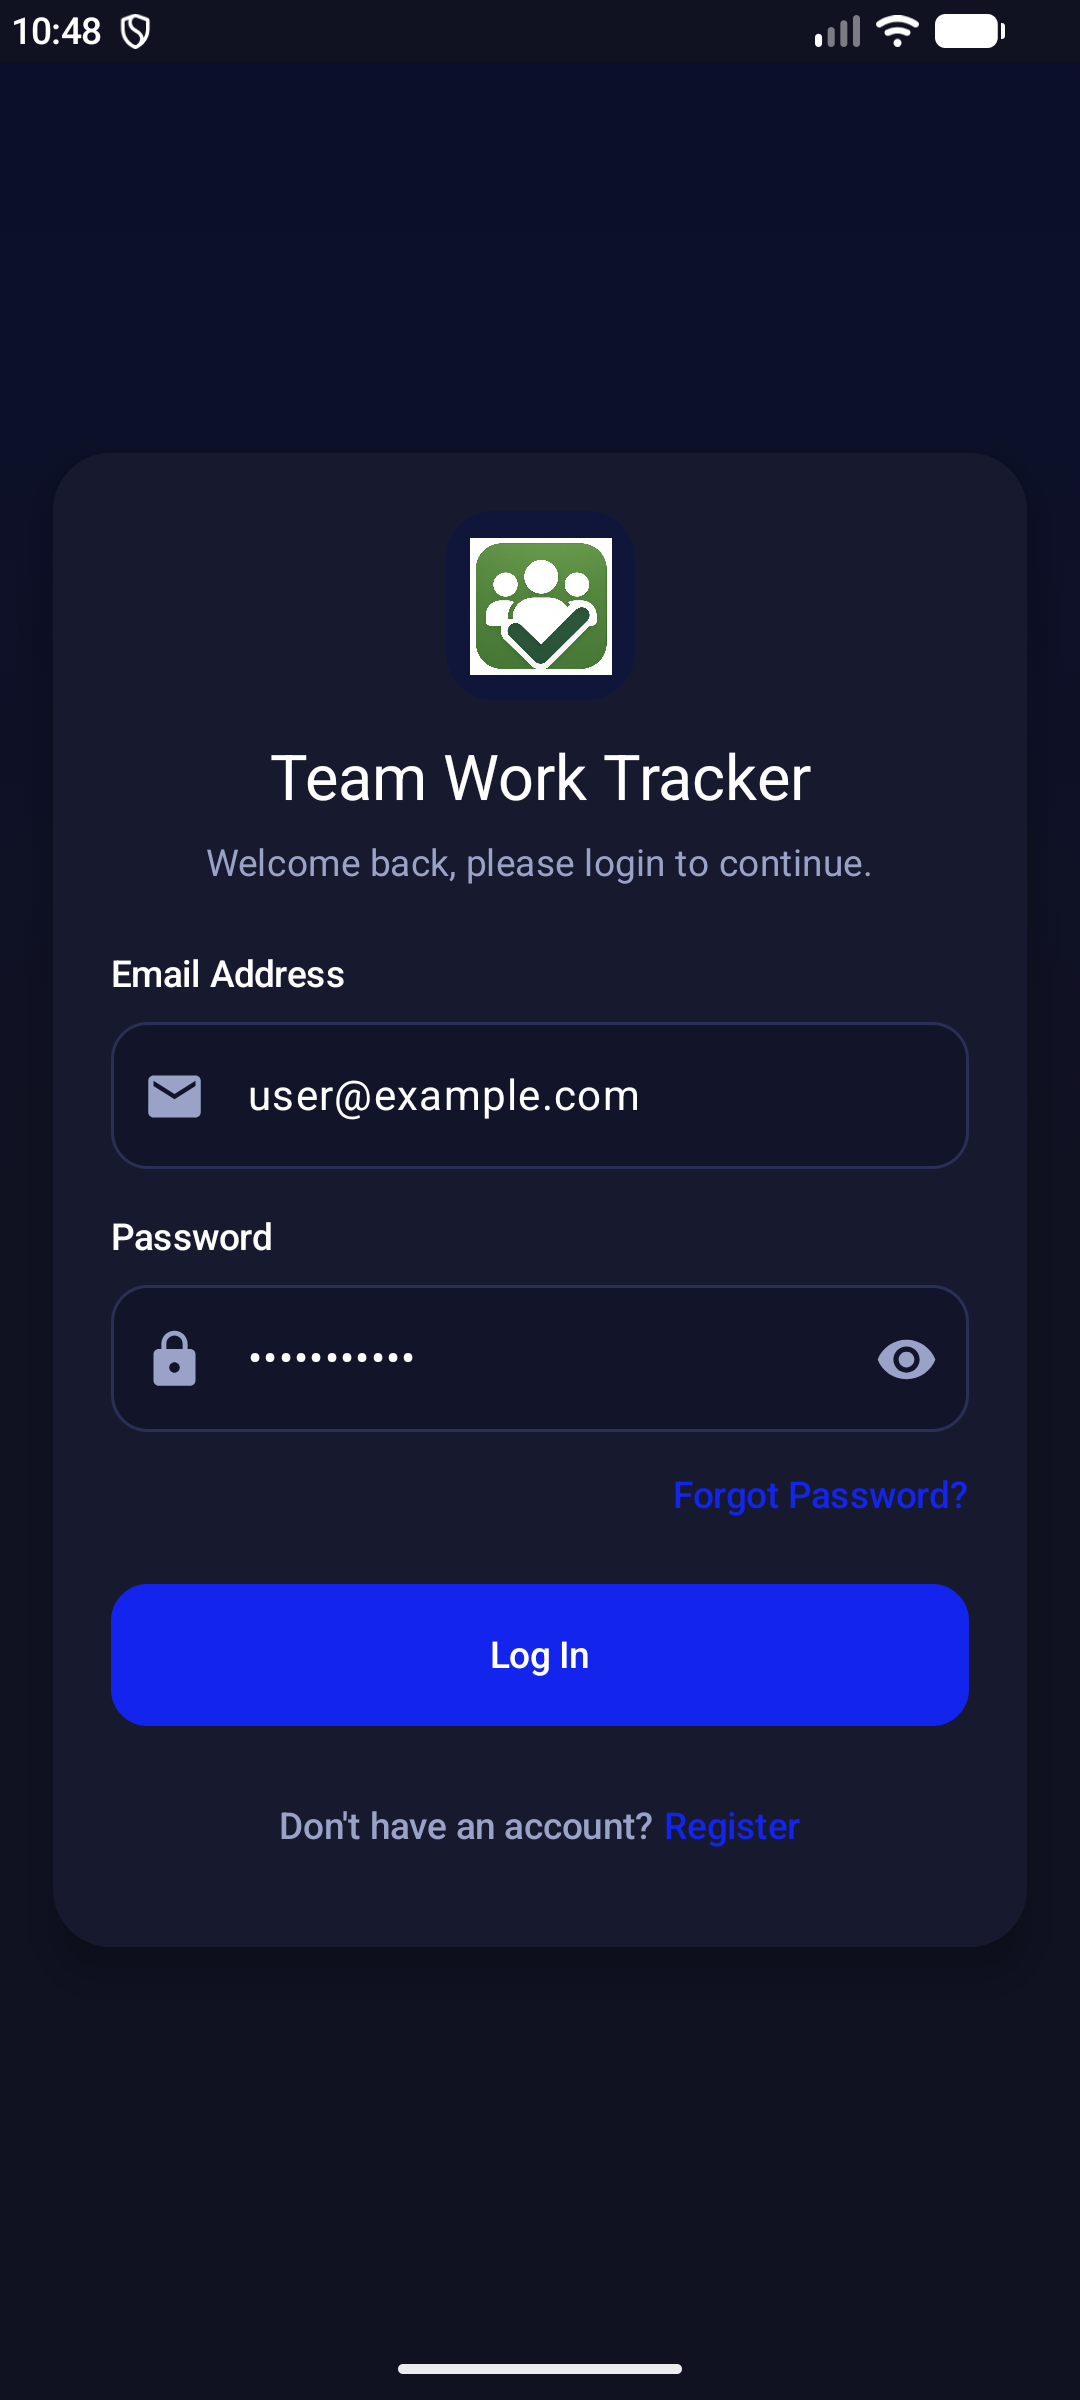 10:48
Team Work Tracker
Welcome back, please login to continue.
Email Address
user@example.com
Password
•••••••••••
Forgot Password?
Log In
Don't have an account? Register